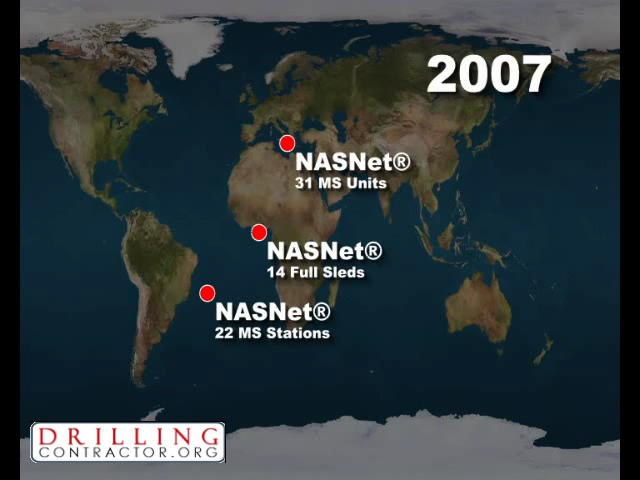 2007
NASNet®
31 MS Units
NASNet®
14 Full Sleds
NASNet®
22 MS Stations
DRILLING
CONTRACTOR.ORG